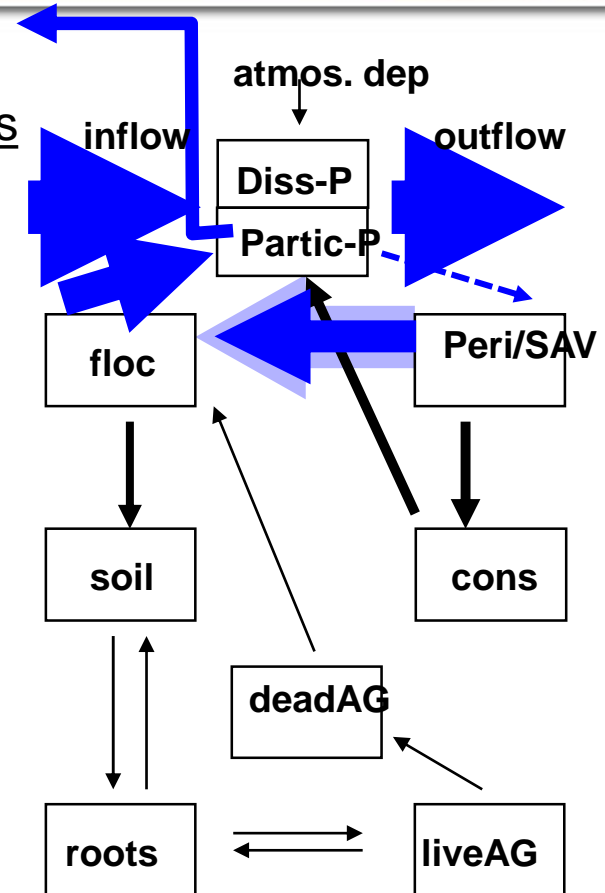 atmos. dep
s
inflow
outflow
Diss-P
Partic-P
floc
Peri/SAV
soil
cons
deadAG
roots
liveAG